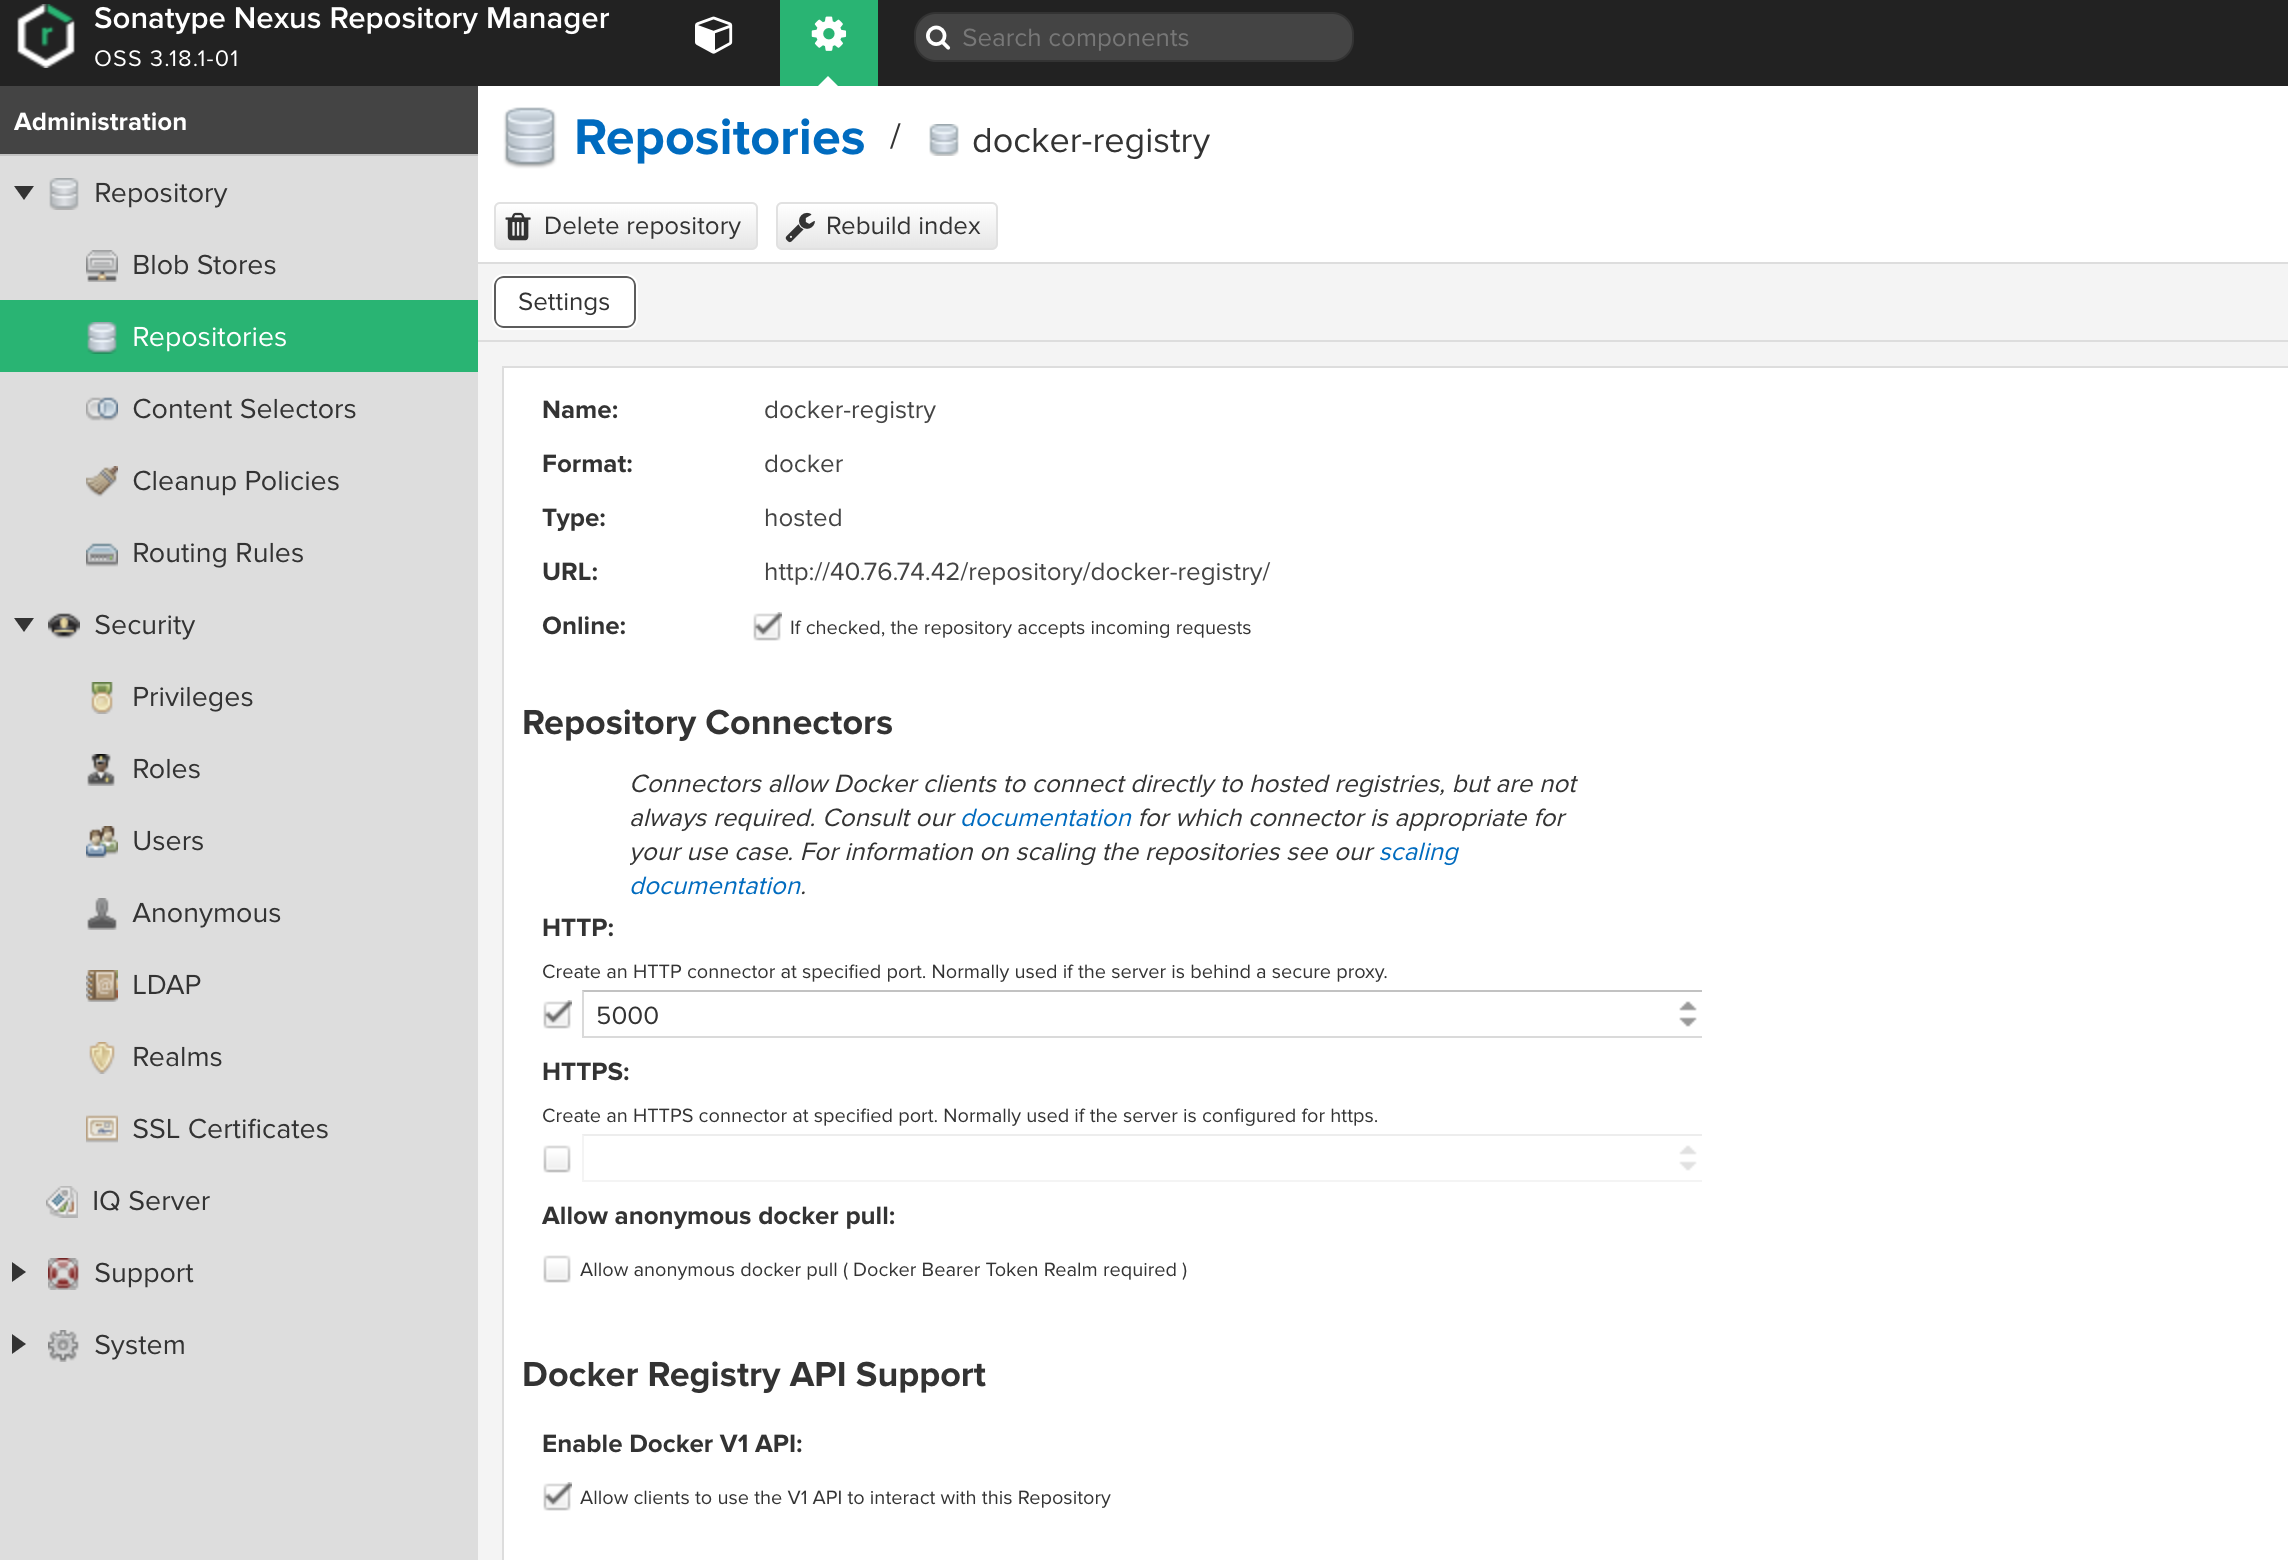 Sonatype Nexus Repository Manager
OSS 3.18.1-01
Search components
Administration
Repository
Blob Stores
Repositories
Content Selectors
Cleanup Policies
Routing Rules
Security
Privileges
Roles
Users
Anonymous
LDAP
Realms
SSL Certificates
IQ Server
Support
System
Repositories / docker-registry
Delete repository
Rebuild index
Settings
Name: docker-registry
Format: docker
Type: hosted
URL: http://40.76.74.42/repository/docker-registry/
Online: If checked, the repository accepts incoming requests
Repository Connectors
Connectors allow Docker clients to connect directly to hosted registries, but are not
always required. Consult our documentation for which connector is appropriate for
your use case. For information on scaling the repositories see our scaling
documentation.
HTTP:
Create an HTTP connector at specified port. Normally used if the server is behind a secure proxy.
5000
HTTPS:
Create an HTTPS connector at specified port. Normally used if the server is configured for https.
Allow anonymous docker pull:
Allow anonymous docker pull ( Docker Bearer Token Realm required )
Docker Registry API Support
Enable Docker V1 API:
Allow clients to use the V1 API to interact with this Repository